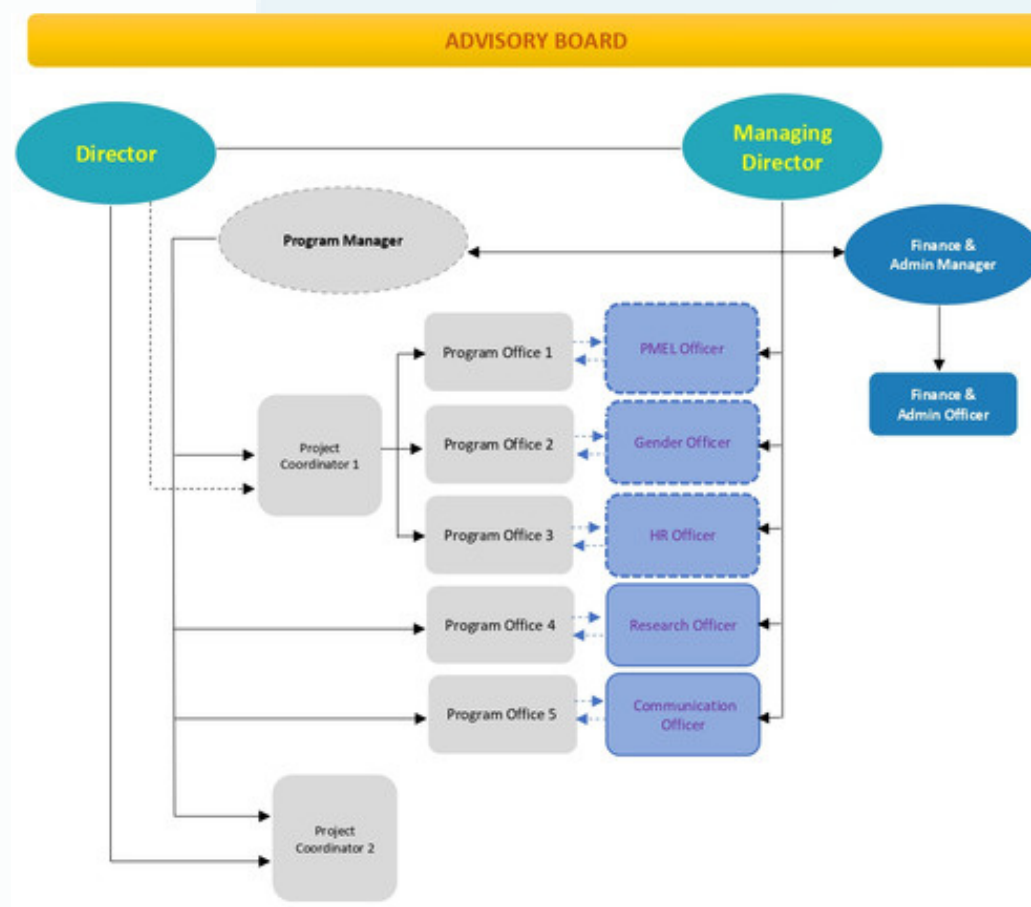 ADVISORY BOARD
Director
Managing
Director
Program Manager
Finance &
Admin Manager
Program Office 1
PMEL Officer
Finance &
Admin Officer
Project
Coordinator 1
Program Office 2
Gender Officer
Program Office 3
HR Officer
Program Office 4
Research Officer
Program Office 5
Communication
Officer
Project
Coordinator 2